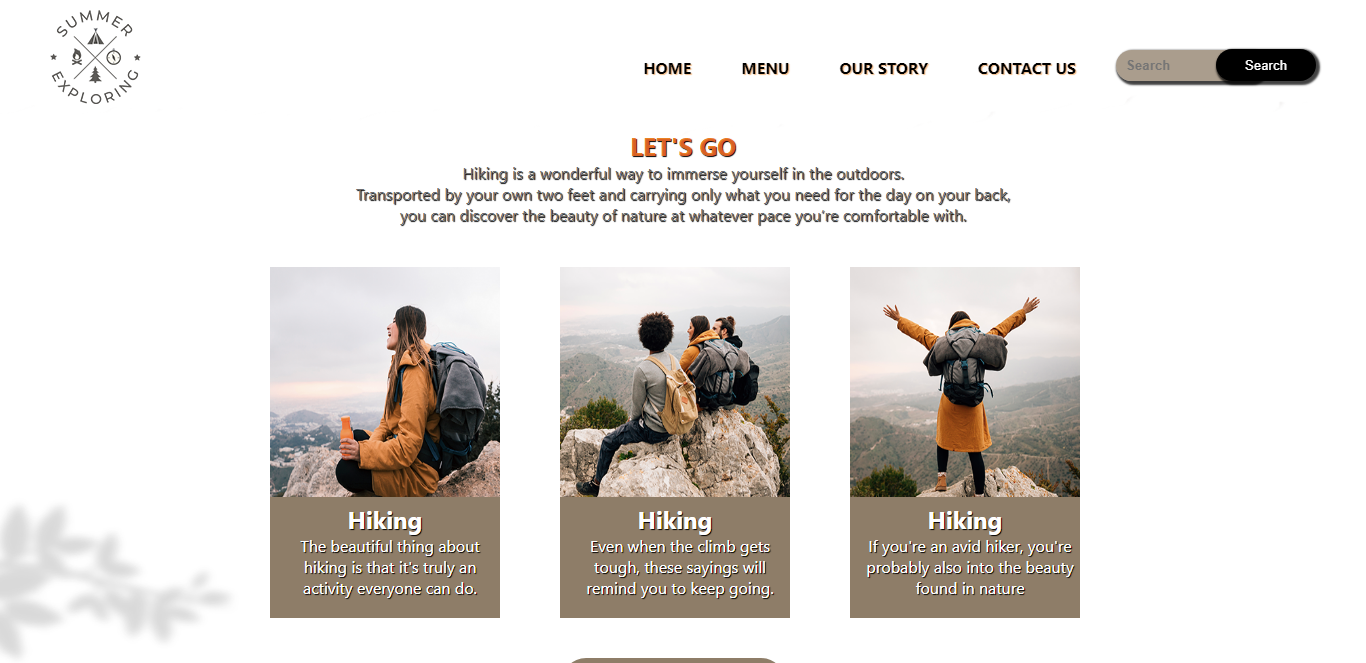 SUMMER
EXPLORING
HOME
MENU
OUR STORY
CONTACT US
Search
Search
LET'S GO
Hiking is a wonderful way to immerse yourself in the outdoors.
Transported by your own two feet and carrying only what you need for the day on your back,
you can discover the beauty of nature at whatever pace you're comfortable with.
Hiking
The beautiful thing about
hiking is that it's truly an
activity everyone can do.
Hiking
Even when the climb gets
tough, these sayings will
remind you to keep going.
Hiking
If you're an avid hiker, you're
probably also into the beauty
found in nature